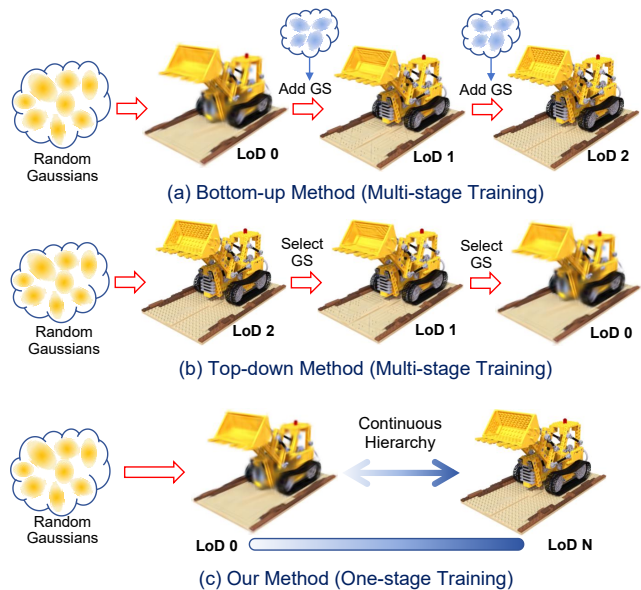 Add GS
Add GS
Random
Gaussians
LoD 0
LoD 1
LoD 2
(a) Bottom-up Method (Multi-stage Training)
Select
GS
Select
GS
Random
Gaussians
LoD 2
LoD 1
LoD 0
(b) Top-down Method (Multi-stage Training)
Continuous
Hierarchy
Random
Gaussians
LoD 0
LoD N
(c) Our Method (One-stage Training)